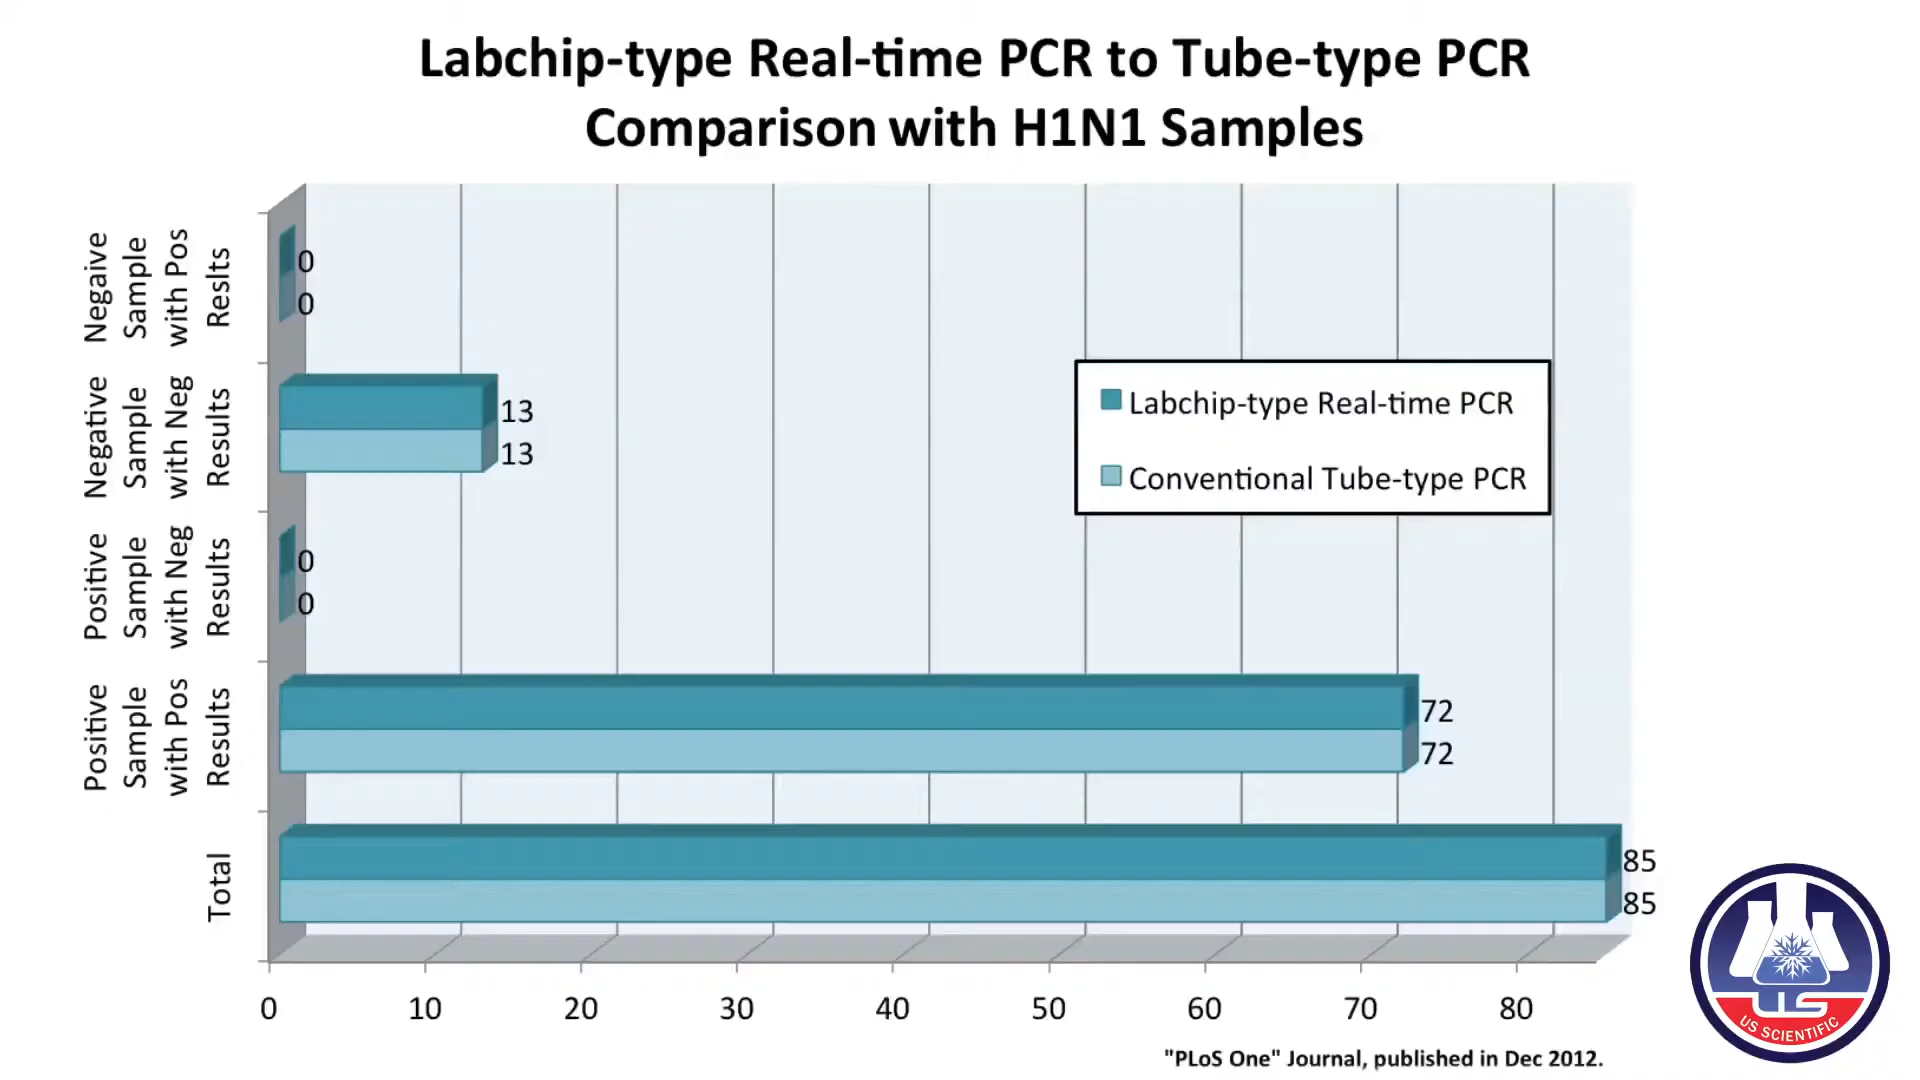 Labchip-type Real-time PCR to Tube-type PCR
Comparison with H1N1 Samples
Negaive
Sample
with Pos
Reslts
0
0
Negative
Sample
with Neg
Results
13
13
Positive
Sample
with Neg
Results
0
0
Positive
Sample
with Pos
Results
72
72
Total
85
85
Labchip-type Real-time PCR
Conventional Tube-type PCR
0 10 20 30 40 50 60 70 80
"PLoS One" Journal, published in Dec 2012.
US
US SCIENTIFIC